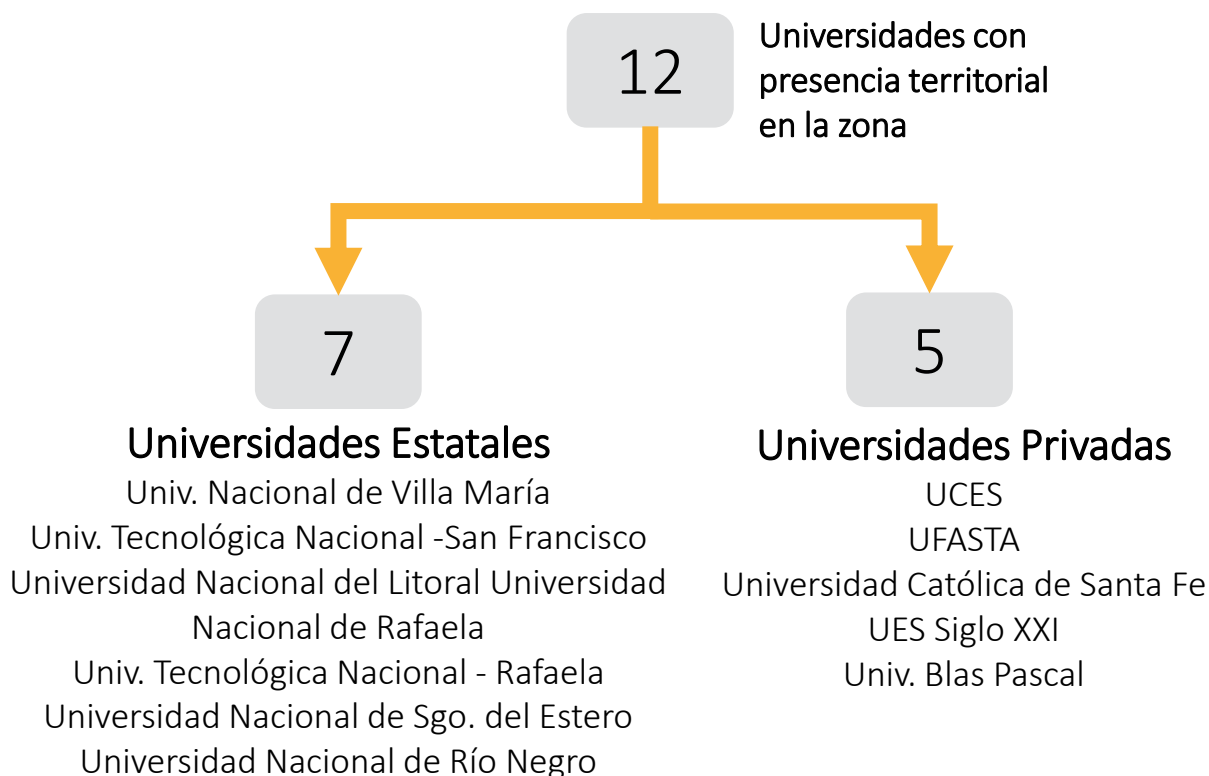 12
Universidades con
presencia territorial
en la zona
7
Universidades Estatales
Univ. Nacional de Villa María
Univ. Tecnológica Nacional -San Francisco
Universidad Nacional del Litoral Universidad
Nacional de Rafaela
Univ. Tecnológica Nacional - Rafaela
Universidad Nacional de Sgo. del Estero
Universidad Nacional de Río Negro
5
Universidades Privadas
UCES
UFASTA
Universidad Católica de Santa Fe
UES Siglo XXI
Univ. Blas Pascal